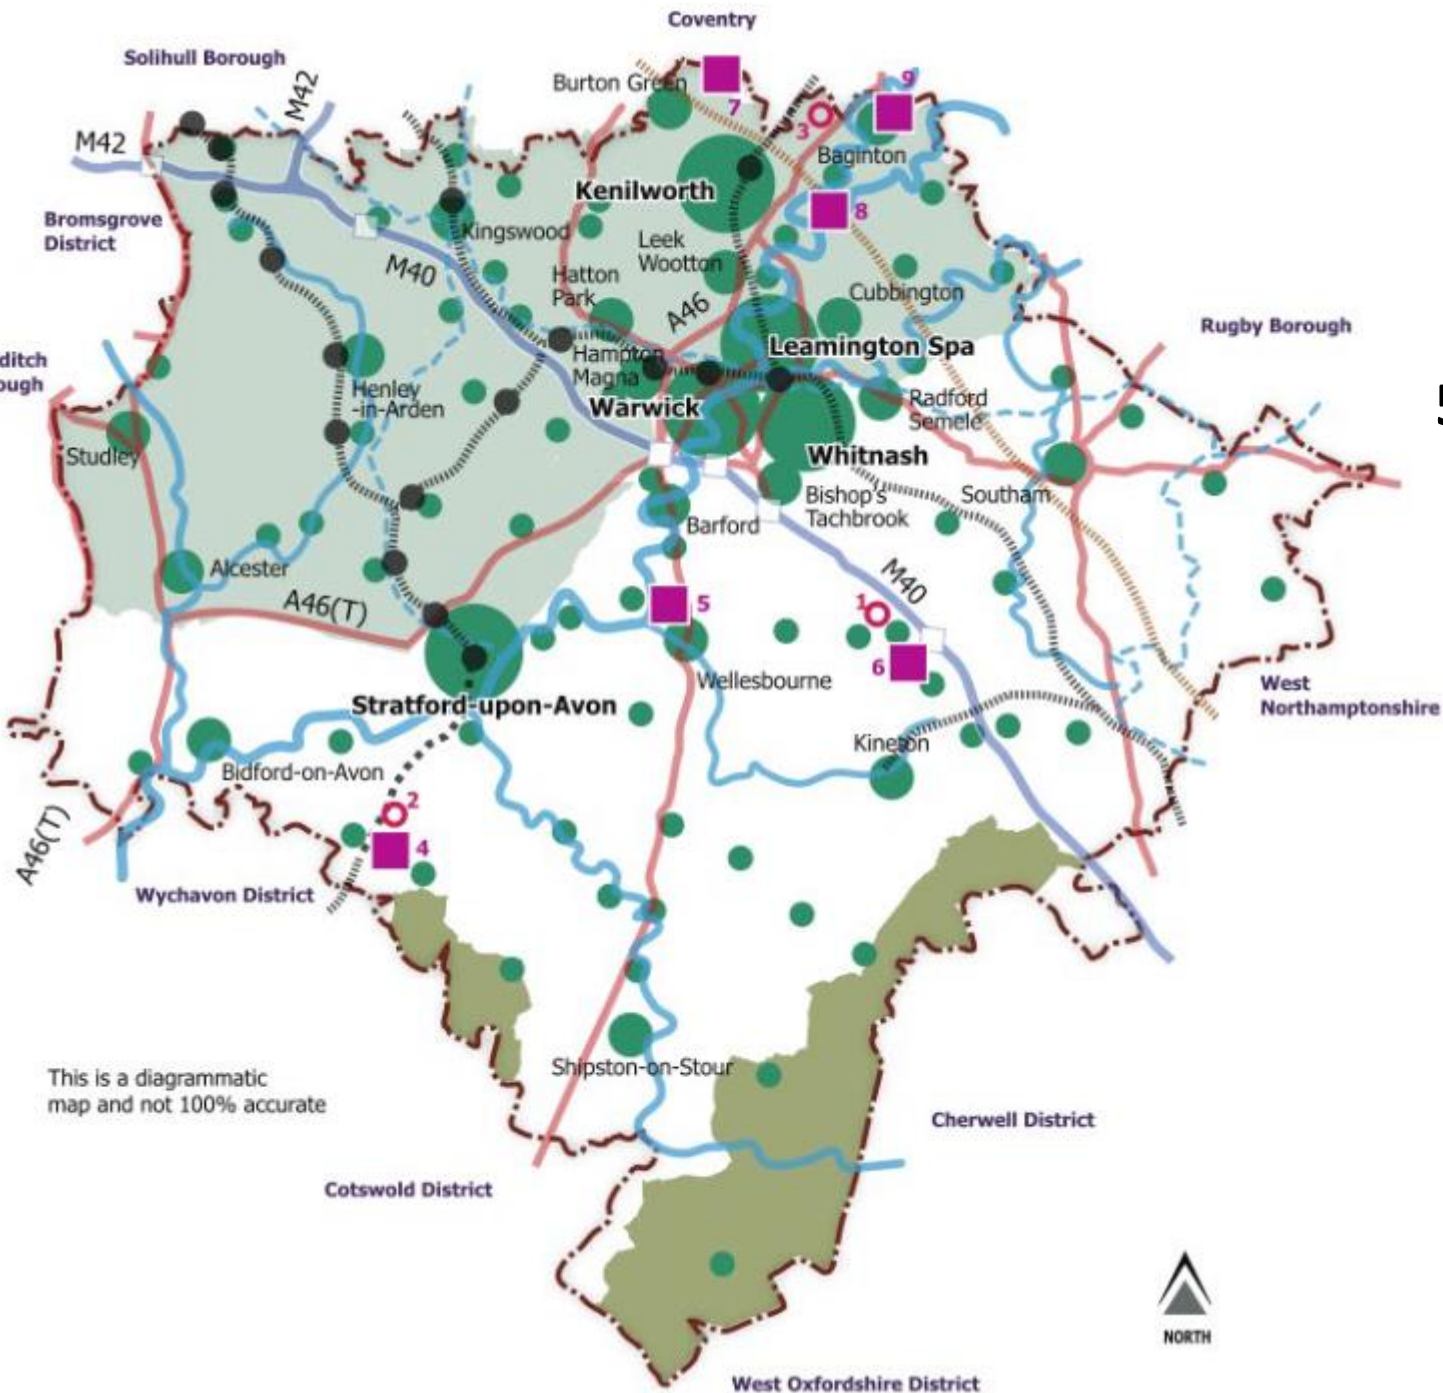 Coventry
Solihull Borough
M42
M42
Burton Green
7
9
3
Baginton
Kenilworth
8
Bromsgrove
District
Kingswood
Leek
Wootton
M40
Hatton
Park
A46
Cubbington
Rugby Borough
Leamington Spa
ditch
ough
Hampton
Magna
Henley
-in-Arden
Warwick
Radford
Semele
Studley
Whitnash
Bishop's
Tachbrook
Southam
Barford
Alcester
M40
A46(T)
5
1
6
Wellesbourne
West
Northamptonshire
Stratford-upon-Avon
Kineton
Bidford-on-Avon
2
A46(T)
4
Wychavon District
Shipston-on-Stour
This is a diagrammatic
map and not 100% accurate
Cherwell District
Cotswold District
NORTH
West Oxfordshire District